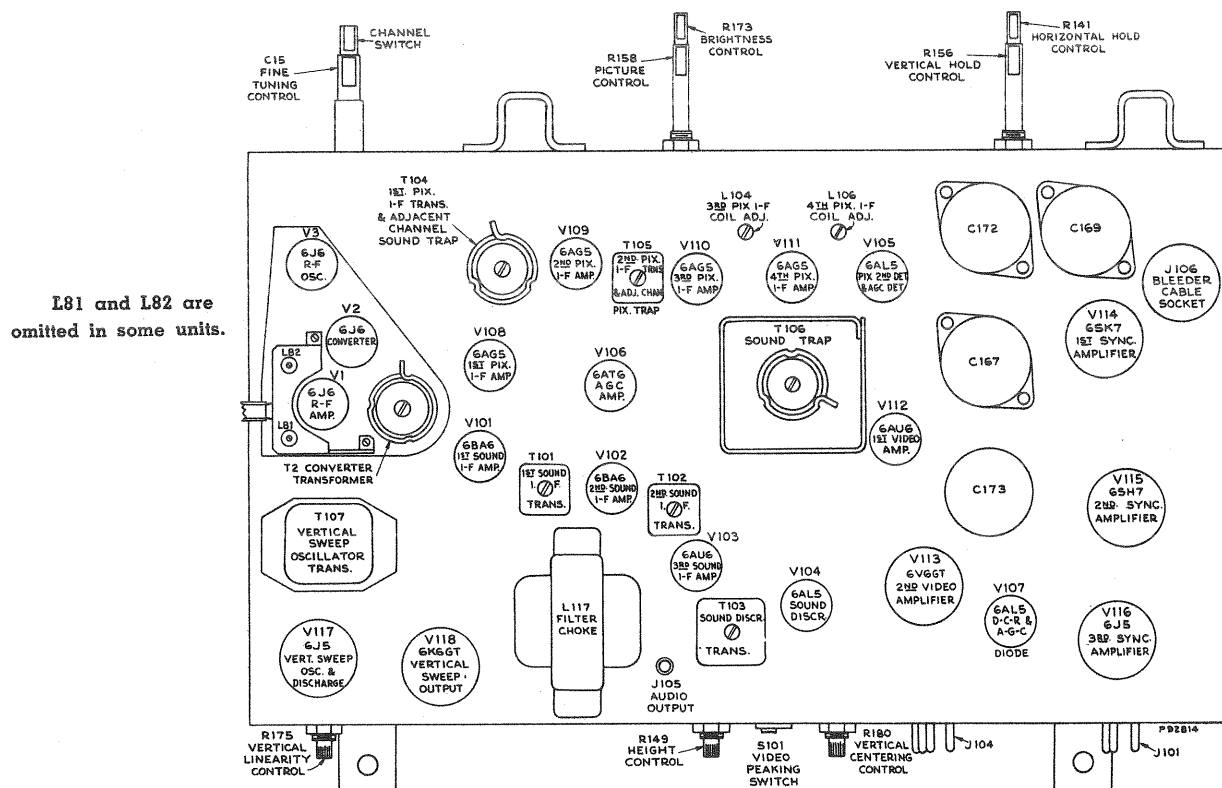 CHANNEL
SWITCH
C15
FINE
TUNING
CONTROL
R173
BRIGHTNESS
CONTROL
R158
PICTURE
CONTROL
R141
HORIZONTAL HOLD
CONTROL
R156
VERTICAL HOLD
CONTROL
L81 and L82 are
omitted in some units.
T104
1ST. PIX.
1-F TRANS.
& ADJACENT
CHANNEL
SOUND TRAP
L104
3RD PIX 1-F
COIL ADJ.
L106
4TH PIX. 1-F
COIL ADJ.
V3
6J6
R-F
OSC.
V109
6AG5
2ND PIX.
1-F AMP.
T105
2ND PIX.
1-F TRANS
& ADJ. CHAN
PIX. TRAP
V110
6AG5
3RD PIX.
1-F AMP
V111
6AG5
4TH PIX.
1-F AMP
V105
6AL5
PIX 2ND DET
& AGC DET
C172
C169
J106
BLEEDER
CABLE
SOCKET
V2
6J6
CONVERTER
L82
V1
6J6
R-F
AMP.
L81
T2 CONVERTER
TRANSFORMER
V108
6AG5
1ST PIX.
1-F AMP
V106
6AT6
AGC
AMP.
T106
SOUND TRAP
C167
V114
6SK7
1ST SYNC.
AMPLIFIER
V101
6BA6
1ST SOUND
1-F AMP.
T101
1ST SOUND
I. F.
TRANS.
V102
6BA6
2ND SOUND
1-F AMP
T102
2ND SOUND
I. F.
TRANS.
V112
6AU6
1ST VIDEO
AMP.
C173
V115
6SH7
2ND. SYNC.
AMPLIFIER
T107
VERTICAL
SWEEP
OSCILLATOR
TRANS.
V103
6AU6
3RD SOUND
1-F AMP
L117
FILTER
CHOKE
T103
SOUND DISCR.
TRANS.
V104
6AL5
SOUND
DISCR.
V113
6V6GT
2ND VIDEO
AMPLIFIER
V107
6AL5
D-C-R &
A-G-C
DIODE
V116
6J5
3RD. SYNC.
AMPLIFIER
V117
6J5
VERT. SWEEP
OSC. &
DISCHARGE
V118
6K6GT
VERTICAL
SWEEP
OUTPUT
J105
AUDIO
OUTPUT
R175
VERTICAL
LINEARITY
CONTROL
R149
HEIGHT
CONTROL
S101
VIDEO
PEAKING
SWITCH
R180
VERTICAL
CENTERING
CONTROL
J104
J101
P92814